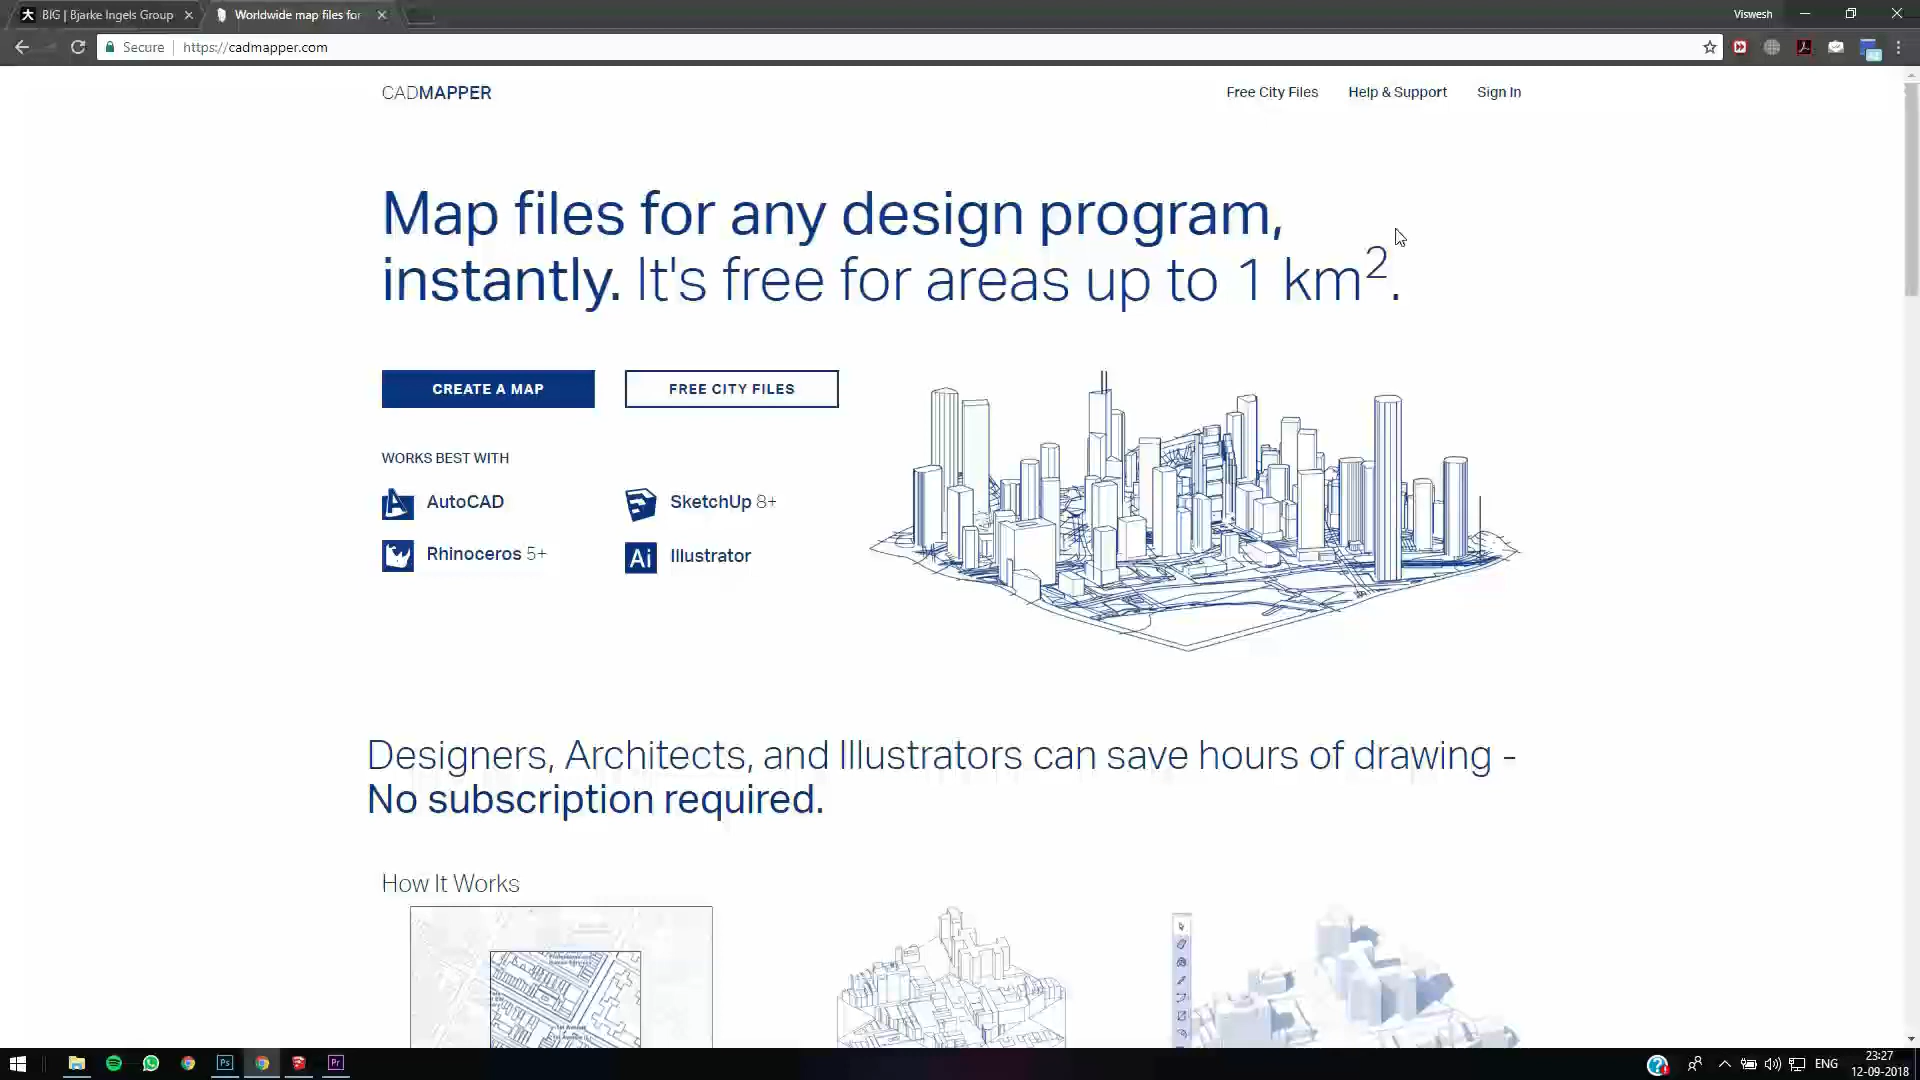 BIG | Bjarke Ingels Group
Worldwide map files for
Viswesh
Secure
https://cadmapper.com
CADMAPPER
Free City Files
Help & Support
Sign In
Map files for any design program,
instantly. It's free for areas up to 1 km².
CREATE A MAP
FREE CITY FILES
WORKS BEST WITH
AutoCAD
SketchUp 8+
Rhinoceros 5+
Ai
Illustrator
Designers, Architects, and Illustrators can save hours of drawing -
No subscription required.
How It Works
Ps
Pr
ENG
23:27
12-09-2018